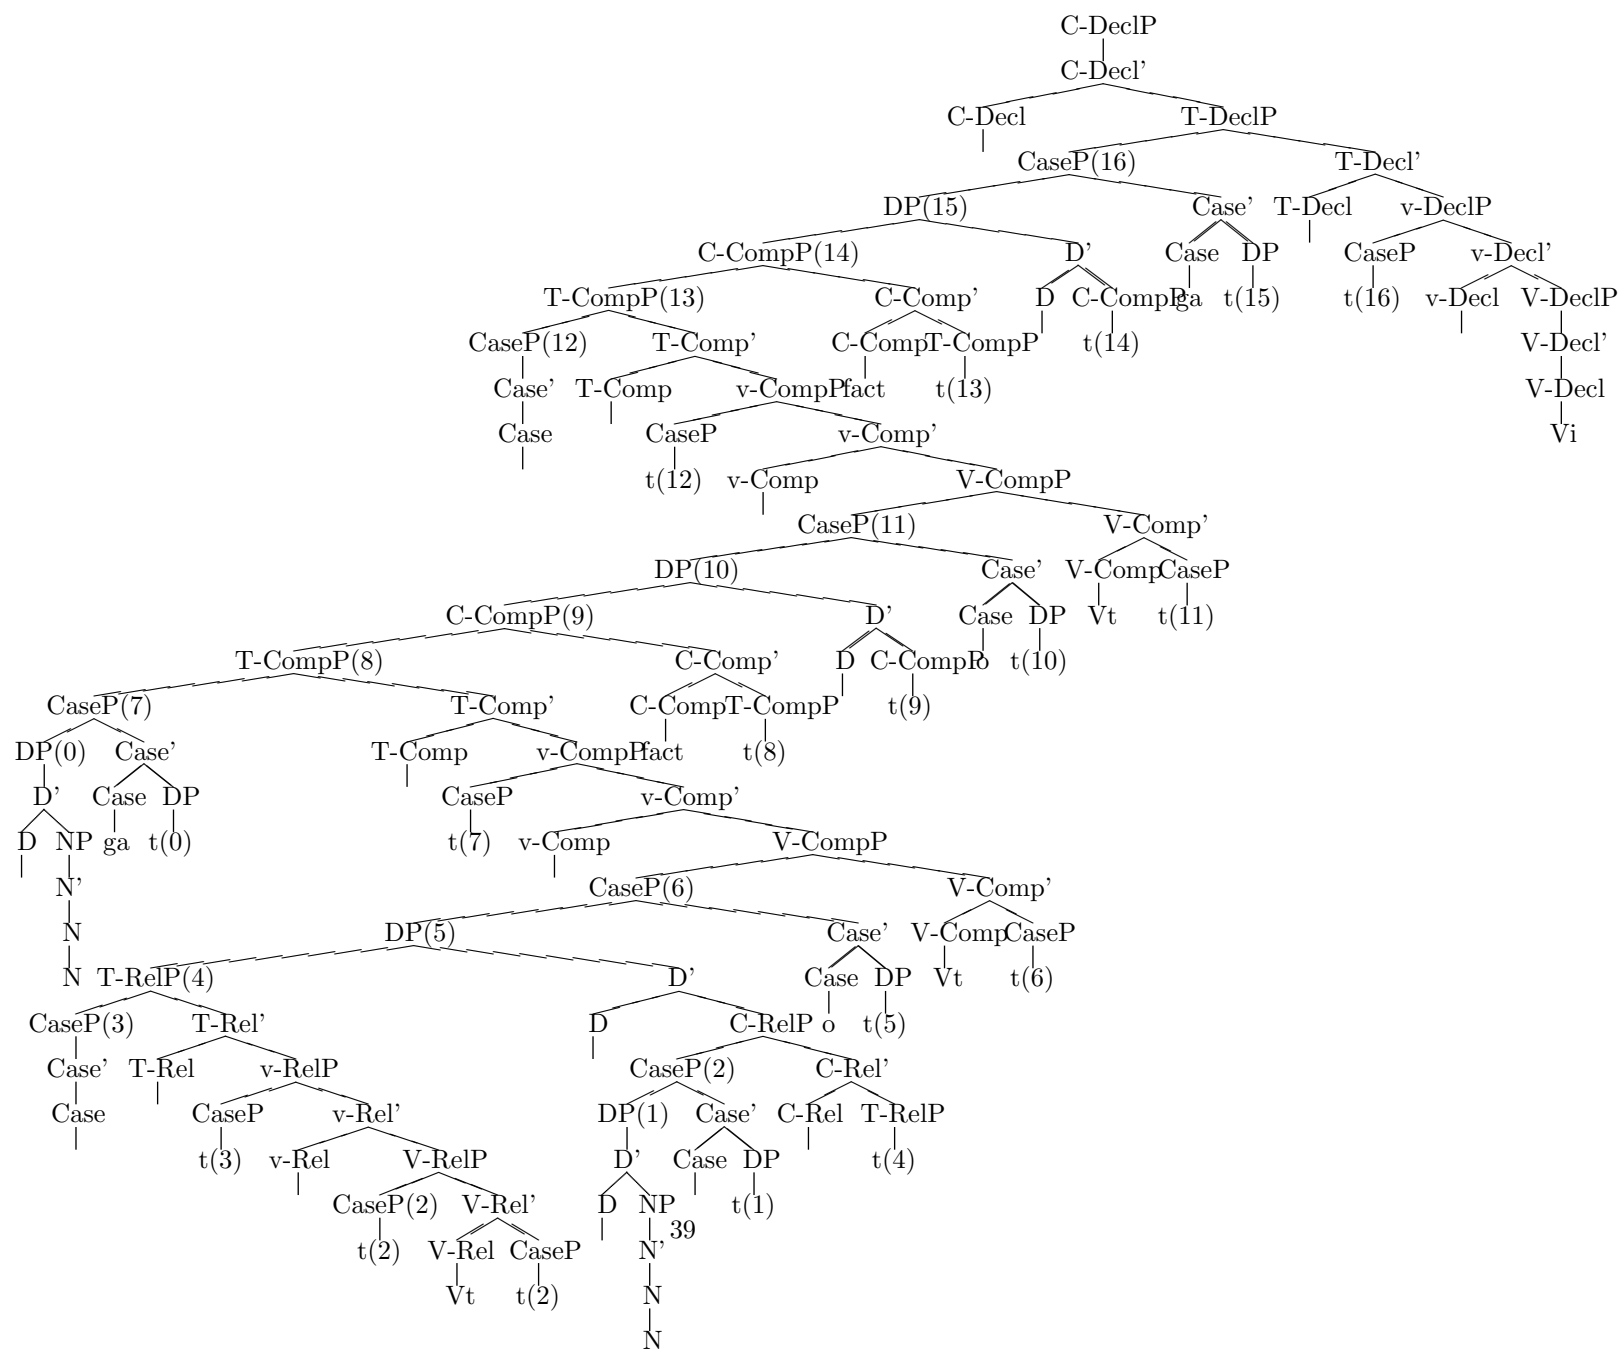 C-DeclP
C-Decl'
C-Decl T-DeclP
CaseP(16) T-Decl'
DP(15) Case' T-Decl v-DeclP
C-CompP(14) D' Case DP CaseP v-Decl'
T-CompP(13) C-Comp' D C-CompP ga t(15) t(16) v-Decl V-DeclP
CaseP(12) T-Comp' C-Comp T-CompP t(14) V-Decl'
Case' T-Comp v-CompP fact t(13) V-Decl
Case CaseP v-Comp' Vi
t(12) v-Comp V-CompP
CaseP(11) V-Comp'
DP(10) Case' V-Comp CaseP
C-CompP(9) D' Case DP Vt t(11)
T-CompP(8) C-Comp' D C-CompP o t(10)
CaseP(7) T-Comp' C-Comp T-CompP t(9)
DP(0) Case' T-Comp v-CompP fact t(8)
D' Case DP CaseP v-Comp'
D NP ga t(0) t(7) v-Comp V-CompP
N' CaseP(6) V-Comp'
N DP(5) Case' V-Comp CaseP
N T-RelP(4) D' Case DP Vt t(6)
CaseP(3) T-Rel' D C-RelP o t(5)
Case' T-Rel v-RelP CaseP(2) C-Rel'
Case CaseP v-Rel' DP(1) Case' C-Rel T-RelP
t(3) v-Rel V-RelP D' Case DP t(4)
CaseP(2) V-Rel' D NP t(1)
39
t(2) V-Rel CaseP N'
Vt t(2) N
N